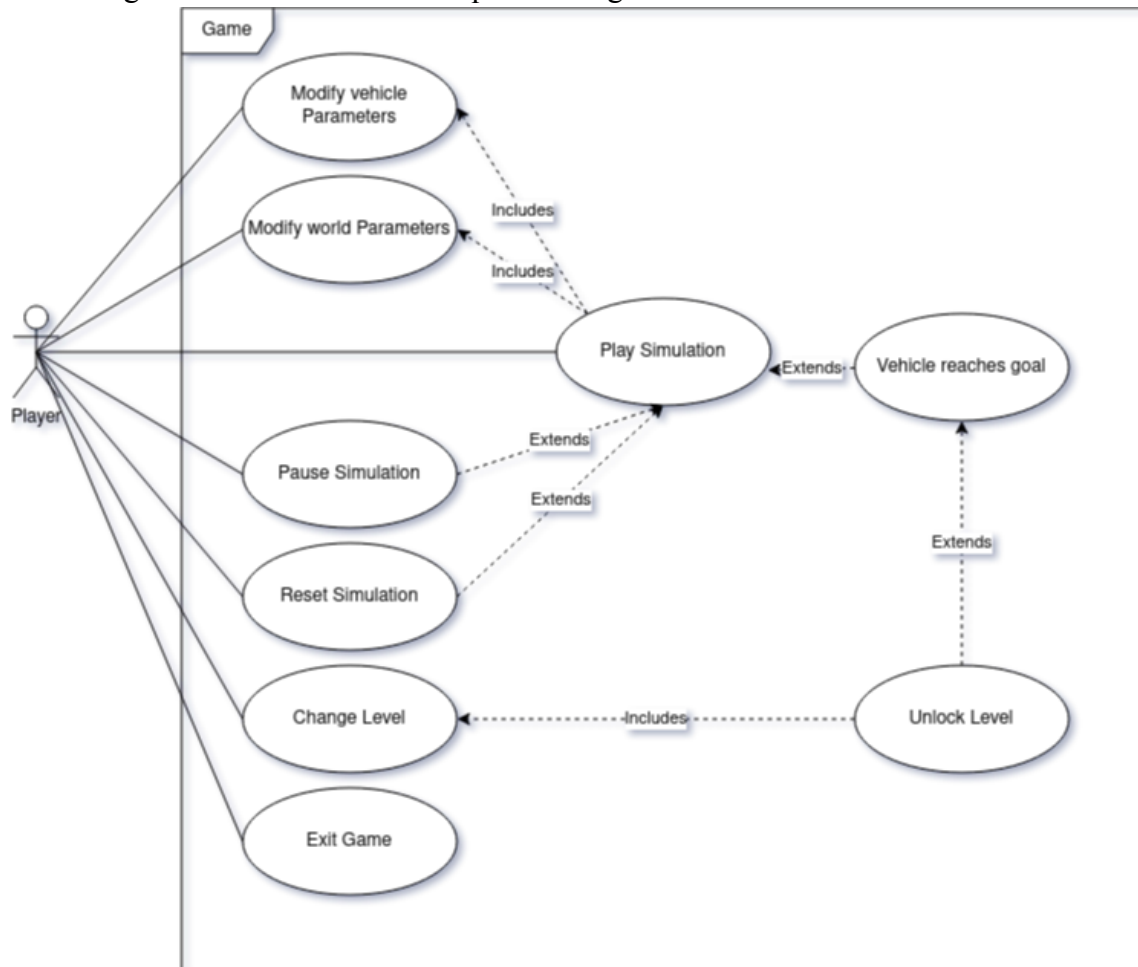 Game
Modify vehicle
Parameters
Includes
Modify world Parameters
Includes
Play Simulation
Extends
Vehicle reaches goal
Player
Extends
Pause Simulation
Extends
Extends
Reset Simulation
Change Level
Includes
Unlock Level
Exit Game